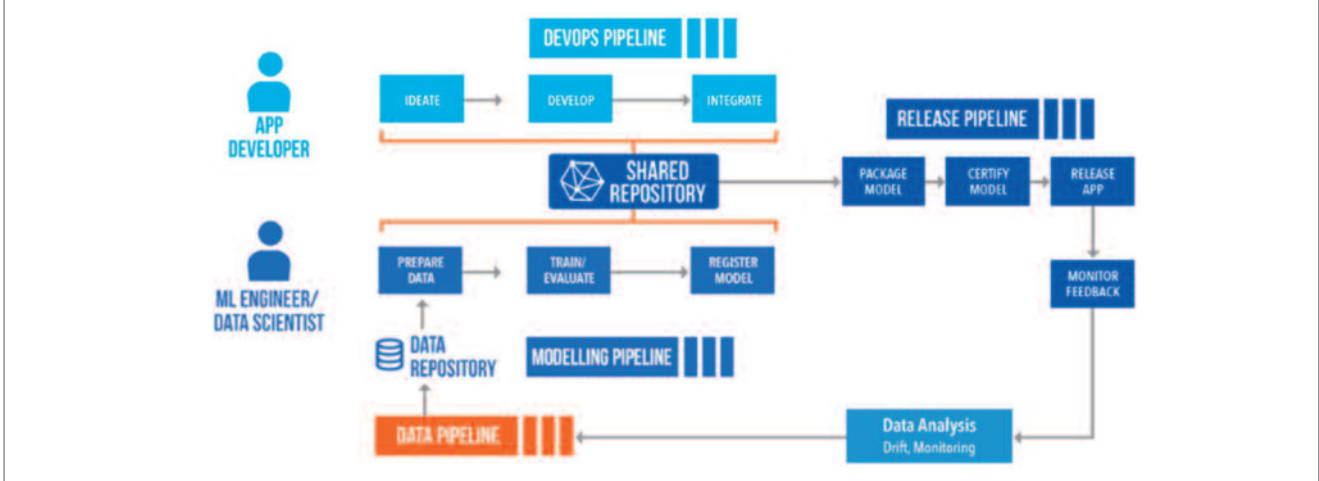 DEVOPS PIPELINE
IDEATE
DEVELOP
INTEGRATE
APP
DEVELOPER
RELEASE PIPELINE
SHARED
REPOSITORY
PACKAGE
MODEL
CERTIFY
MODEL
RELEASE
APP
PREPARE
DATA
TRAIN/
EVALUATE
REGISTER
MODEL
MONITOR
FEEDBACK
ML ENGINEER/
DATA SCIENTIST
DATA
REPOSITORY
MODELLING PIPELINE
DATA PIPELINE
Data Analysis
Drift, Monitoring